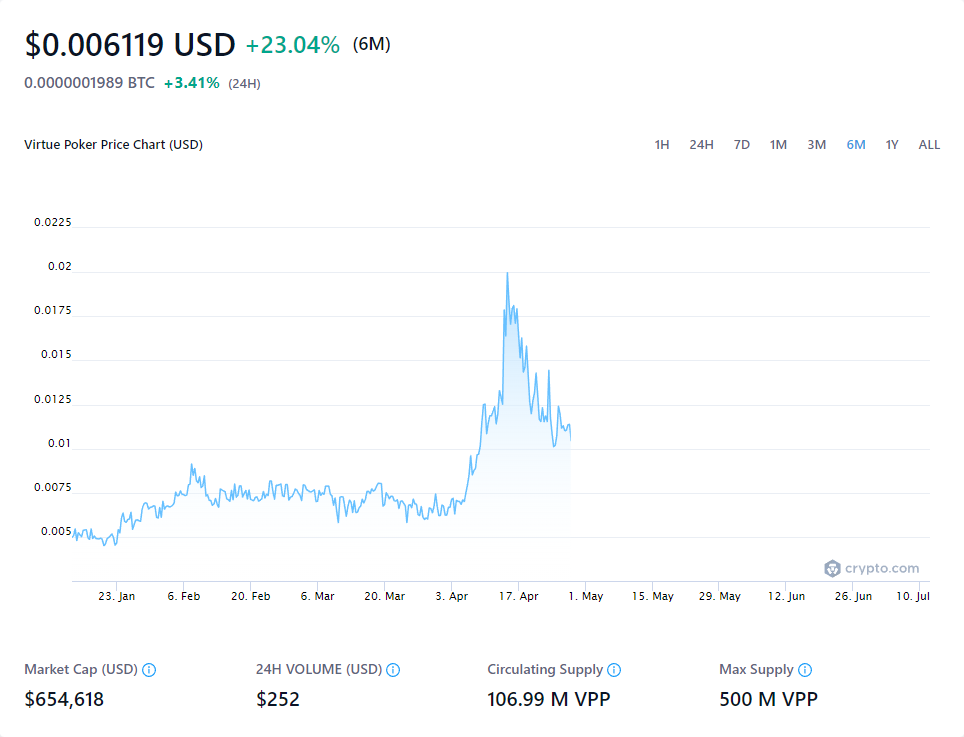 $0.006119 USD +23.04% (6M)
0.0000001989 BTC +3.41% (24H)
Virtue Poker Price Chart (USD) 1H 24H 7D 1M 3M 6M 1Y ALL
0.0225
0.02
0.0175
0.015
0.0125
0.01
0.0075
0.005
crypto.com
23. Jan 6. Feb 20. Feb 6. Mar 20. Mar 3. Apr 17. Apr 1. May 15. May 29. May 12. Jun 26. Jun 10. Jul
Market Cap (USD) 24H VOLUME (USD) Circulating Supply Max Supply
$654,618 $252 106.99 M VPP 500 M VPP